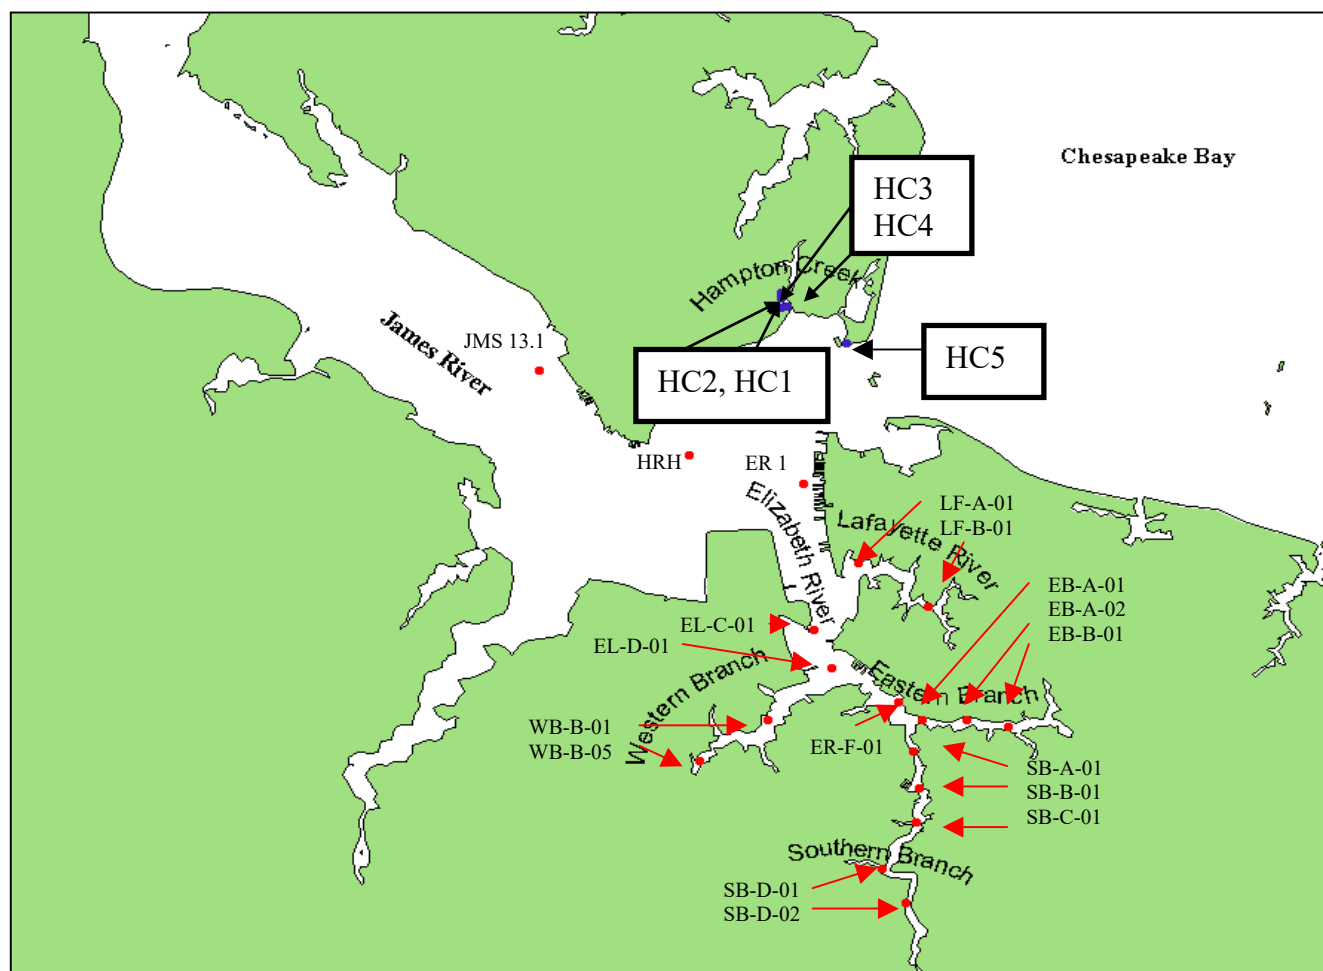 Chesapeake Bay
HC3
HC4
Hampton Creek
James River
JMS 13.1
HC2, HC1
HC5
HRH
ER 1
Elizabeth River
Lafayette River
LF-A-01
LF-B-01
EB-A-01
EB-A-02
EB-B-01
EL-C-01
EL-D-01
Western Branch
Eastern Branch
WB-B-01
WB-B-05
ER-F-01
SB-A-01
SB-B-01
SB-C-01
Southern Branch
SB-D-01
SB-D-02